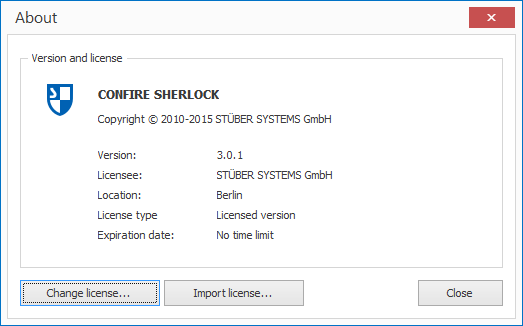 About
Version and license
CONFIRE SHERLOCK
Copyright © 2010-2015 STÜBER SYSTEMS GmbH
Version: 3.0.1
Licensee: STÜBER SYSTEMS GmbH
Location: Berlin
License type Licensed version
Expiration date: No time limit
Change license... Import license... Close